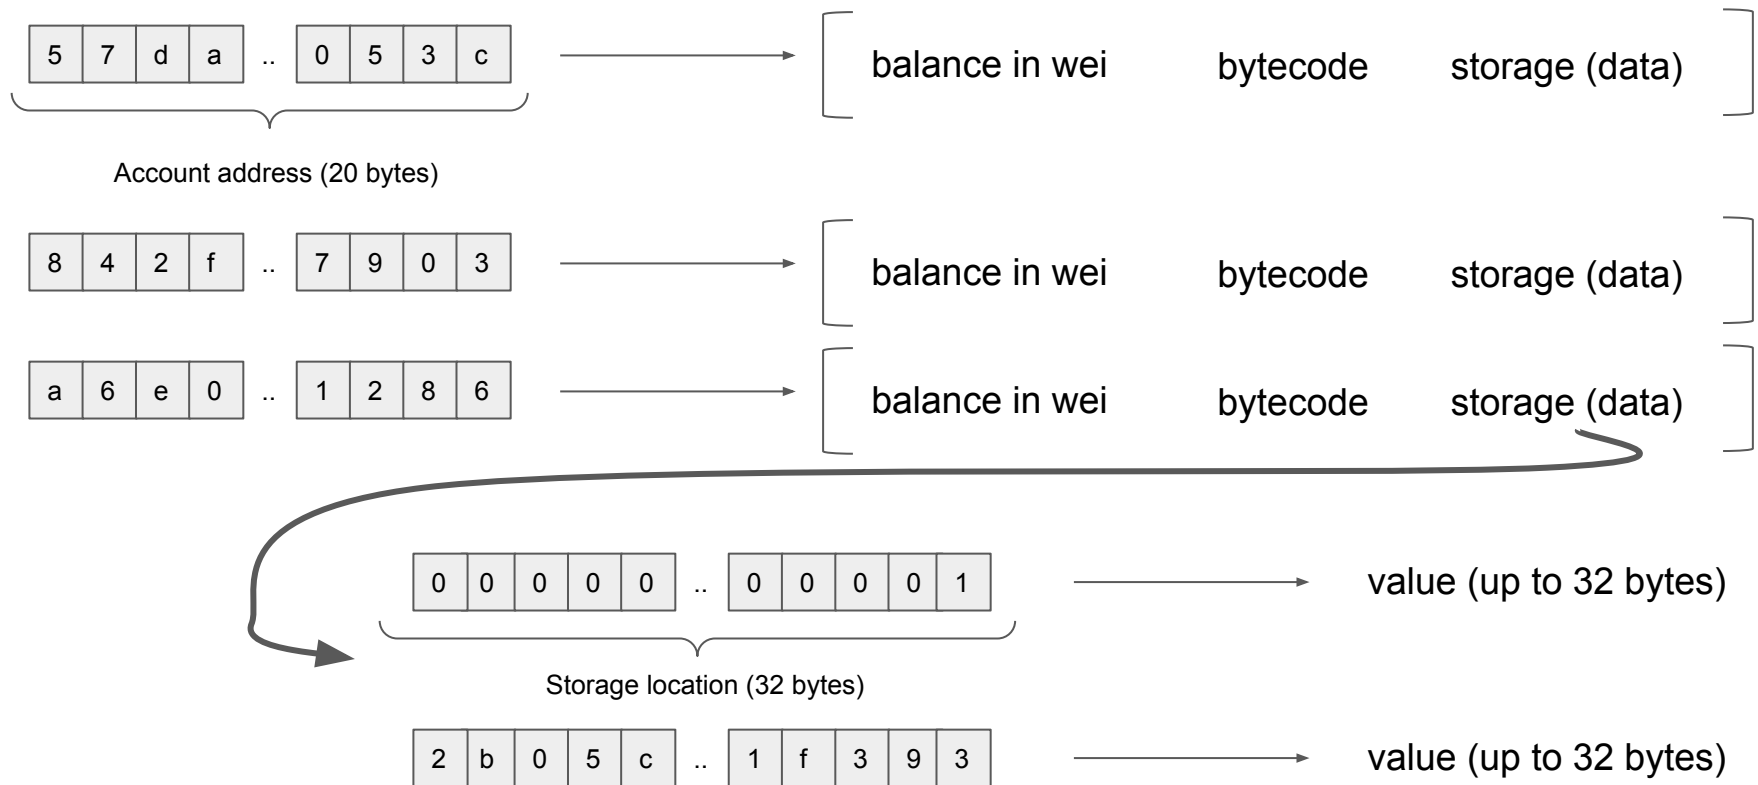 5 7 d a .. 0 5 3 c balance in wei bytecode storage (data)
Account address (20 bytes)
8 4 2 f .. 7 9 0 3 balance in wei bytecode storage (data)
a 6 e 0 .. 1 2 8 6 balance in wei bytecode storage (data)
0 0 0 0 0 .. 0 0 0 0 1 value (up to 32 bytes)
Storage location (32 bytes)
2 b 0 5 c .. 1 f 3 9 3 value (up to 32 bytes)